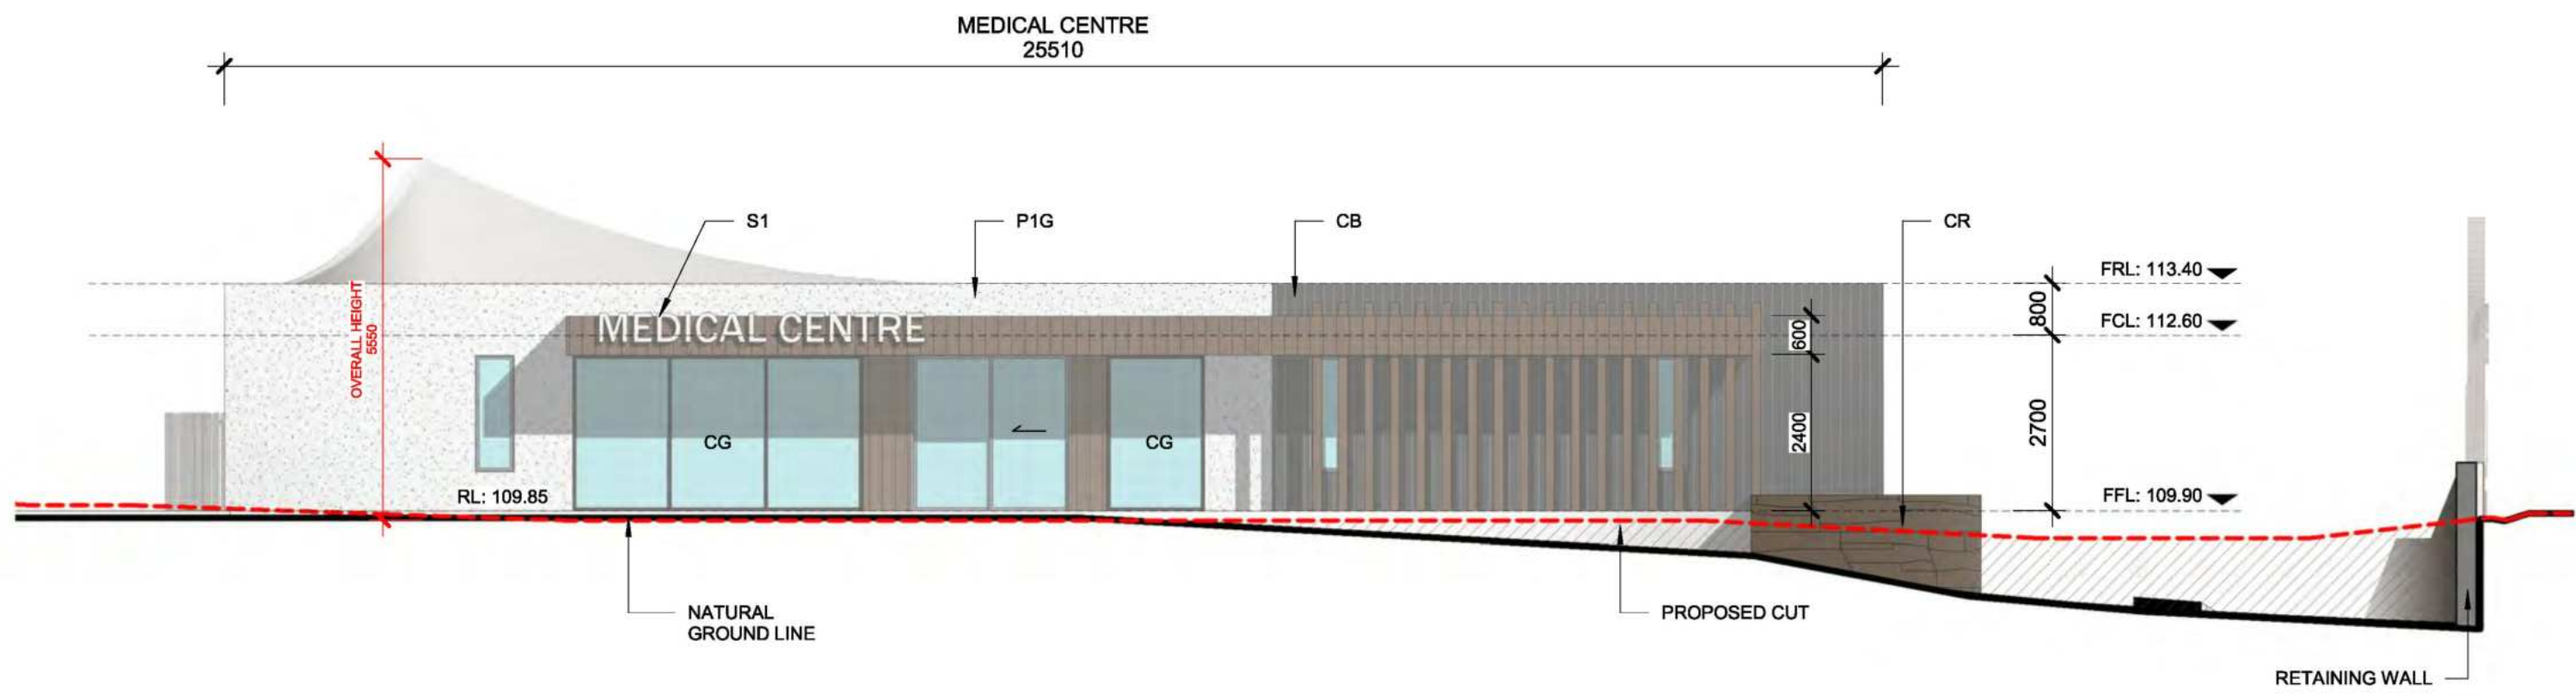 MEDICAL CENTRE
25510
S1
P1G
CB
CR
FRL: 113.40
800
FCL: 112.60
OVERALL HEIGHT
5550
MEDICAL CENTRE
600
2700
2400
CG
CG
RL: 109.85
FFL: 109.90
NATURAL
GROUND LINE
PROPOSED CUT
RETAINING WALL